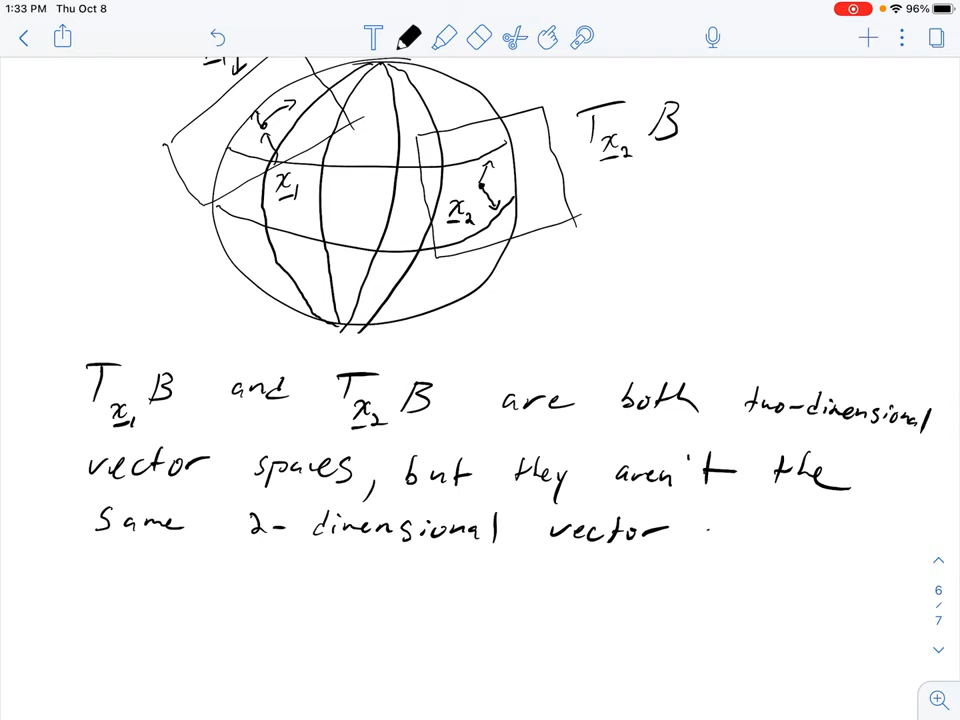 1:33 PM Thu Oct 8
96%
T
T_{x_2} B
x_1
x_2
T_{x_1} B and T_{x_2} B are both two-dimensional
vector spaces, but they aren't the
same 2-dimensional vector
6
/
7